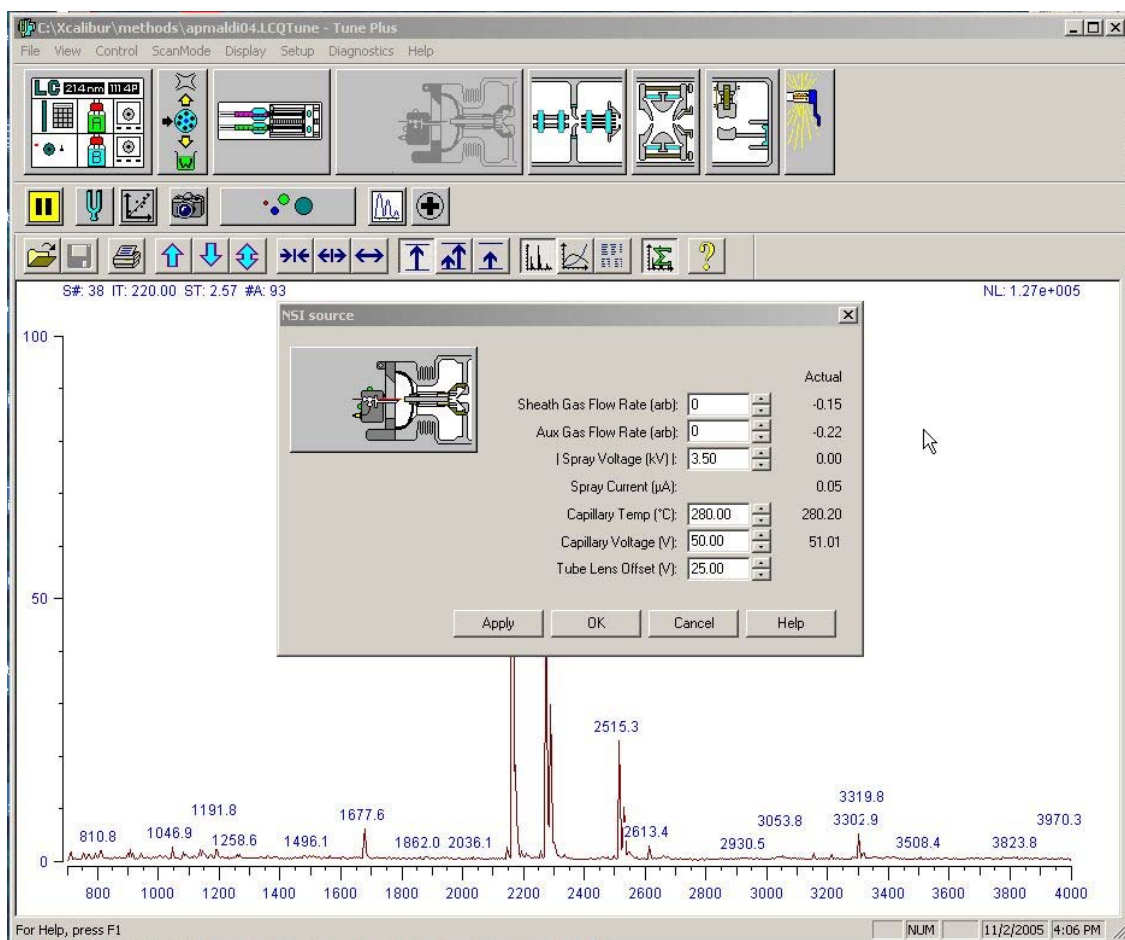 C:\Xcalibur\methods\apmaldi04.LCQTune - Tune Plus
File View Control ScanMode Display Setup Diagnostics Help
LC 214nm 1114P
A
B
W
S#: 38 IT: 220.00 ST: 2.57 #A: 93 NL: 1.27e+005
NSI source
Actual
Sheath Gas Flow Rate (arb): 0 -0.15
Aux Gas Flow Rate (arb): 0 -0.22
| Spray Voltage (kV) |: 3.50 0.00
Spray Current (µA): 0.05
Capillary Temp (°C): 280.00 280.20
Capillary Voltage (V): 50.00 51.01
Tube Lens Offset (V): 25.00
Apply OK Cancel Help
100
50
0
2515.3
3319.8
1191.8 1677.6 3053.8 3302.9 3970.3
810.8 1046.9 1258.6 1496.1 1862.0 2036.1 2613.4 2930.5 3508.4 3823.8
800 1000 1200 1400 1600 1800 2000 2200 2400 2600 2800 3000 3200 3400 3600 3800 4000
For Help, press F1 NUM 11/2/2005 4:06 PM